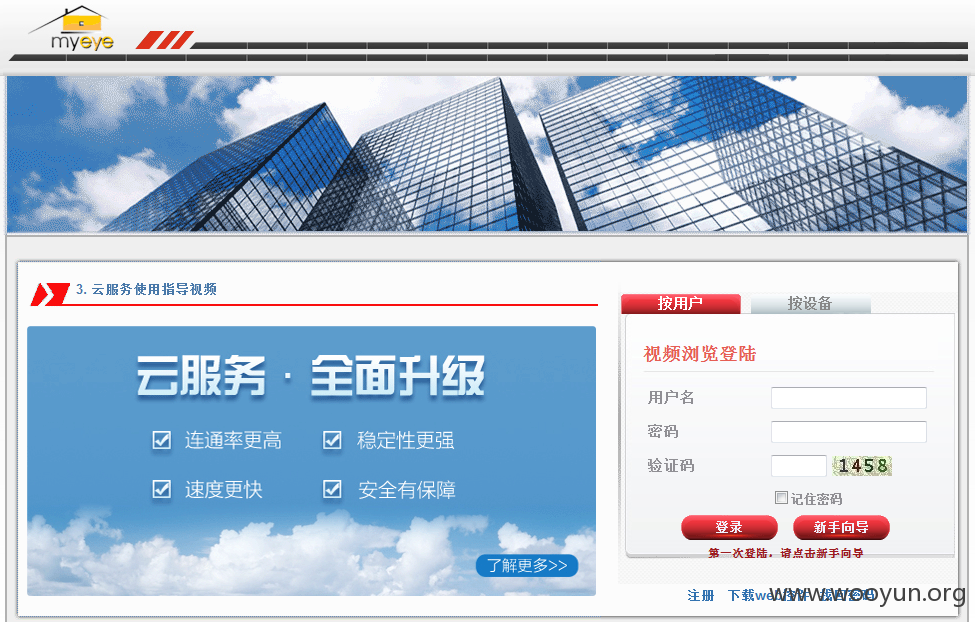 myeye
3. 云服务使用指导视频
云服务 · 全面升级
连通率更高
稳定性更强
速度更快
安全有保障
了解更多>>
按用户
按设备
视频浏览登陆
用户名
密码
验证码
1458
记住密码
登录
新手向导
第一次登陆，请点击新手向导
注册
下载web
www.wooyun.org